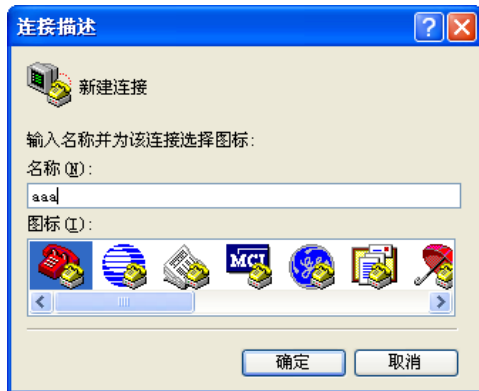 连接描述
新建连接
输入名称并为该连接选择图标:
名称(N):
aaa
图标(I):
MCI
确定
取消